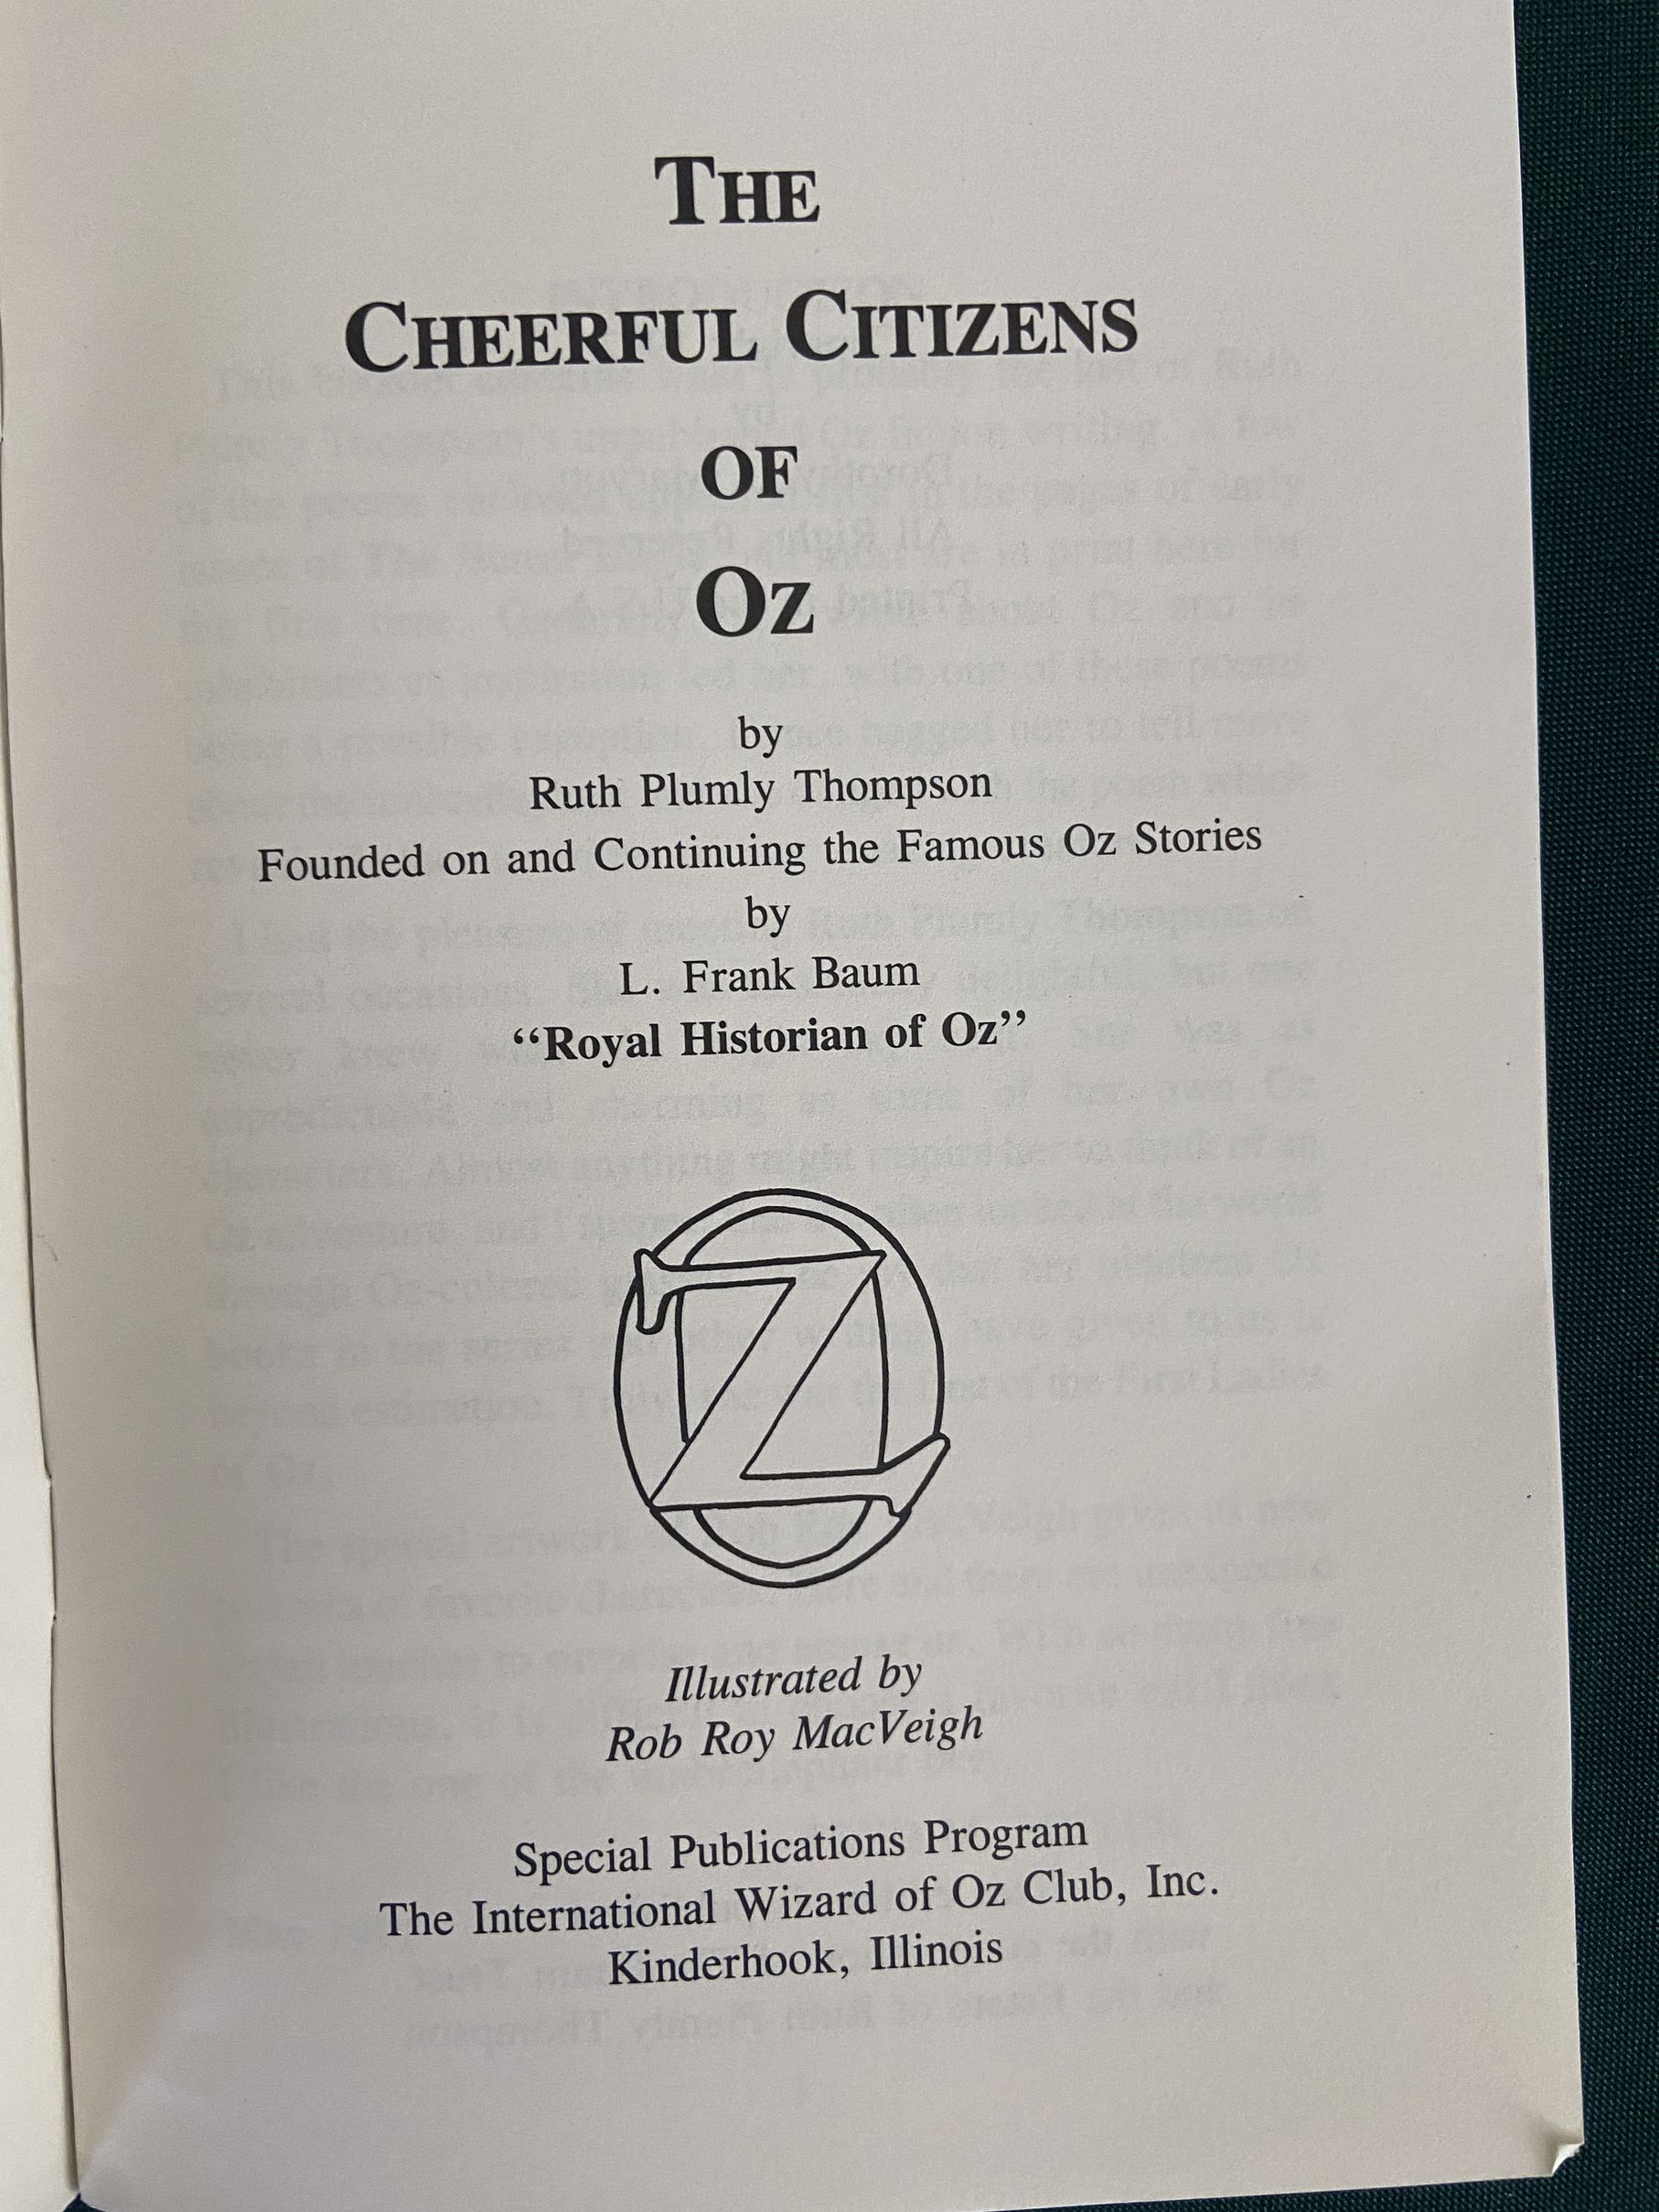 THE
CHEERFUL CITIZENS
OF
OZ
by
Ruth Plumly Thompson
Founded on and Continuing the Famous Oz Stories
by
L. Frank Baum
“Royal Historian of Oz”
OZ
Illustrated by
Rob Roy MacVeigh
Special Publications Program
The International Wizard of Oz Club, Inc.
Kinderhook, Illinois